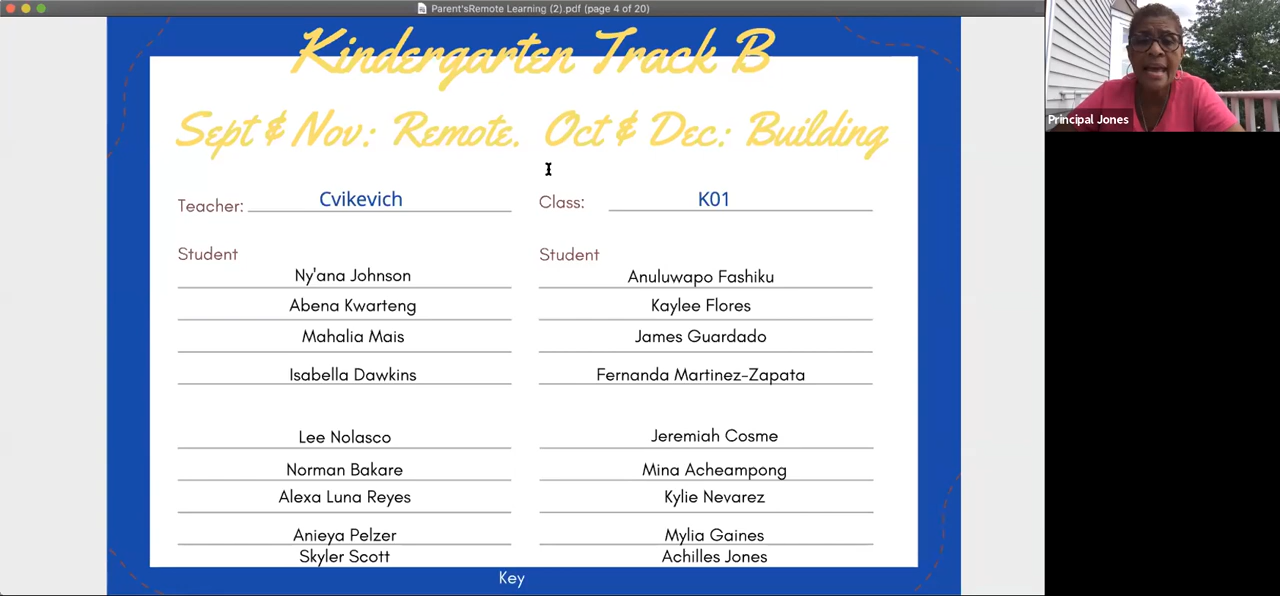 Parent'sRemote Learning (2).pdf (page 4 of 20)
Kindergarten Track B
Sept & Nov: Remote. Oct & Dec: Building
Teacher: Cvikevich Class: K01
Student Student
Ny'ana Johnson Anuluwapo Fashiku
Abena Kwarteng Kaylee Flores
Mahalia Mais James Guardado
Isabella Dawkins Fernanda Martinez-Zapata
Lee Nolasco Jeremiah Cosme
Norman Bakare Mina Acheampong
Alexa Luna Reyes Kylie Nevarez
Anieya Pelzer Mylia Gaines
Skyler Scott Achilles Jones
Key
Principal Jones